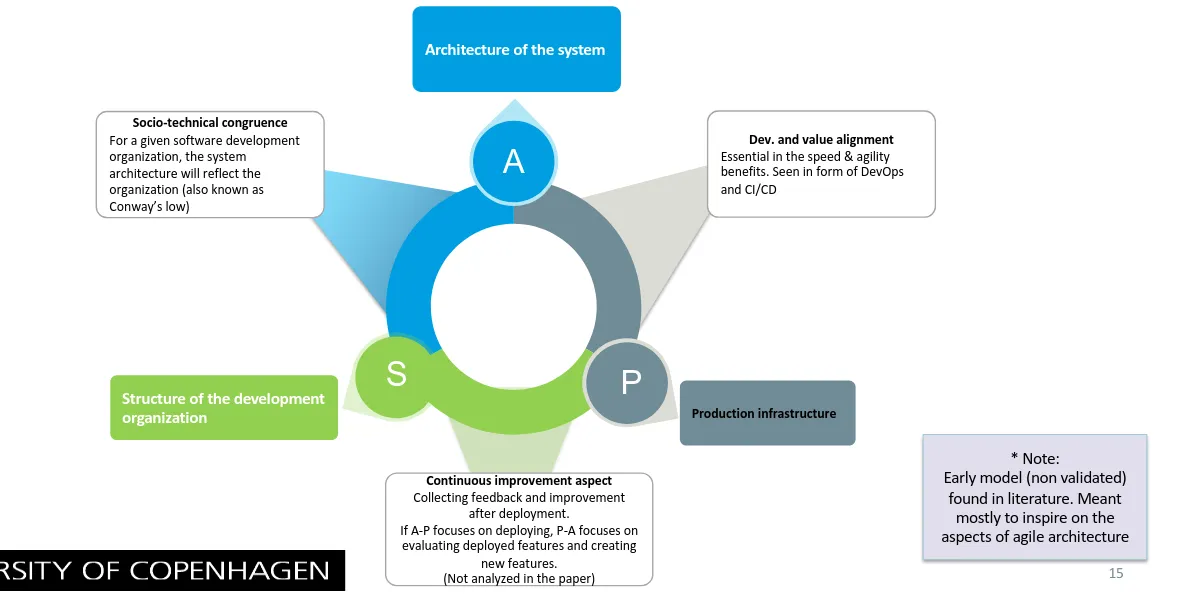 Architecture of the system
Socio-technical congruence
For a given software development
organization, the system
architecture will reflect the
organization (also known as
Conway's low)
A
Dev. and value alignment
Essential in the speed & agility
benefits. Seen in form of DevOps
and CI/CD
S
P
Structure of the development
organization
Production infrastructure
Continuous improvement aspect
Collecting feedback and improvement
after deployment.
If A-P focuses on deploying, P-A focuses on
evaluating deployed features and creating
new features.
(Not analyzed in the paper)
* Note:
Early model (non validated)
found in literature. Meant
mostly to inspire on the
aspects of agile architecture
RSITY OF COPENHAGEN
15